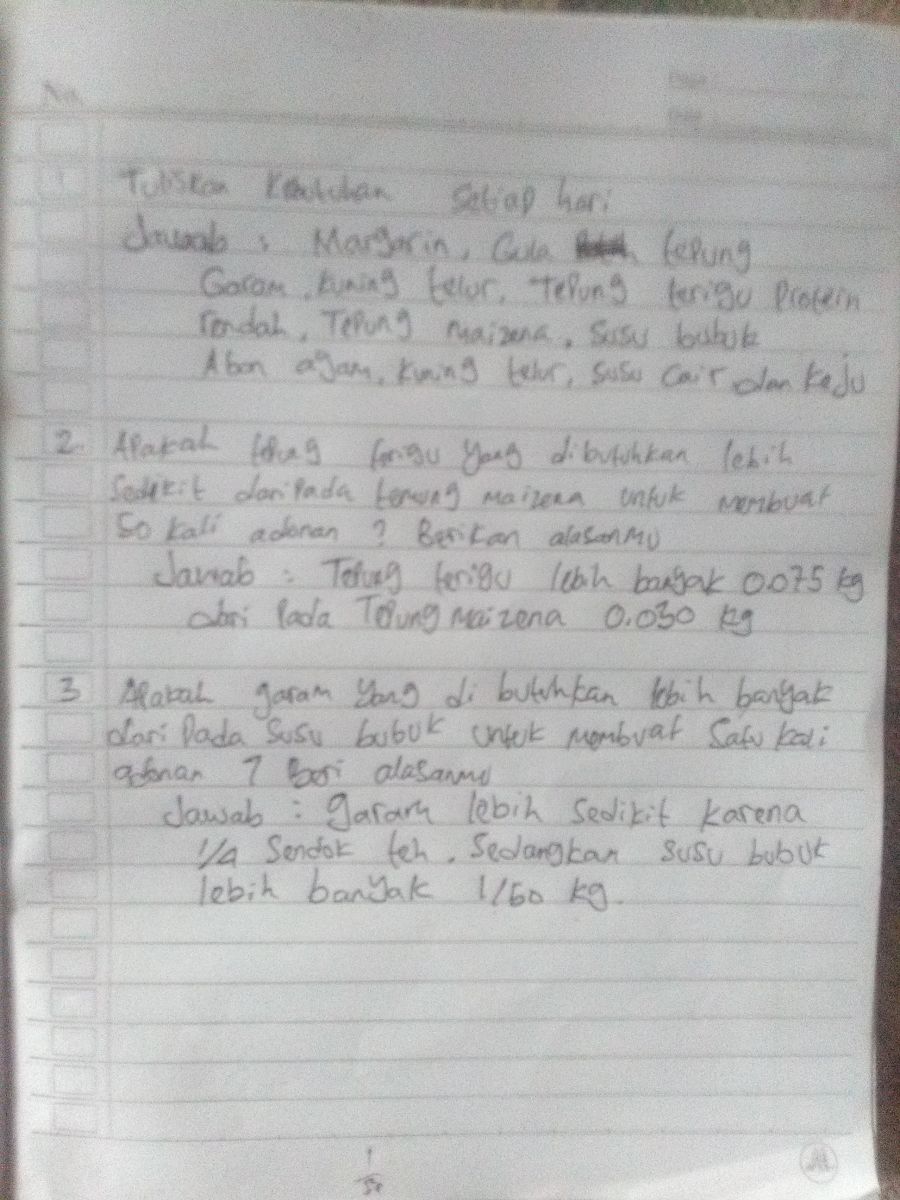 No.
1 Tuliskan Kebutuhan setiap hari
Jawab : Margarin, Gula tepung
Garam, kuning telur, Tepung terigu Protein
rendah, Tepung Maizena, susu bubuk
Abon ayam, kuning telur, susu cair dan keju
2. Apakah terigu yang dibutuhkan lebih
Sedikit daripada maizena untuk membuat
50 kali adonan ? Berikan alasanmu
Jawab : Tepung terigu lebih banyak 0.075 kg
dari Pada Tepung Maizena 0.030 kg
3 Apakah garam yang di butuhkan lebih banyak
dari Pada susu bubuk untuk membuat Satu kali
adonan ? Beri alasanmu
Jawab : garam lebih sedikit karena
1/4 Sendok teh. Sedangkan susu bubuk
lebih banyak 1/60 kg.